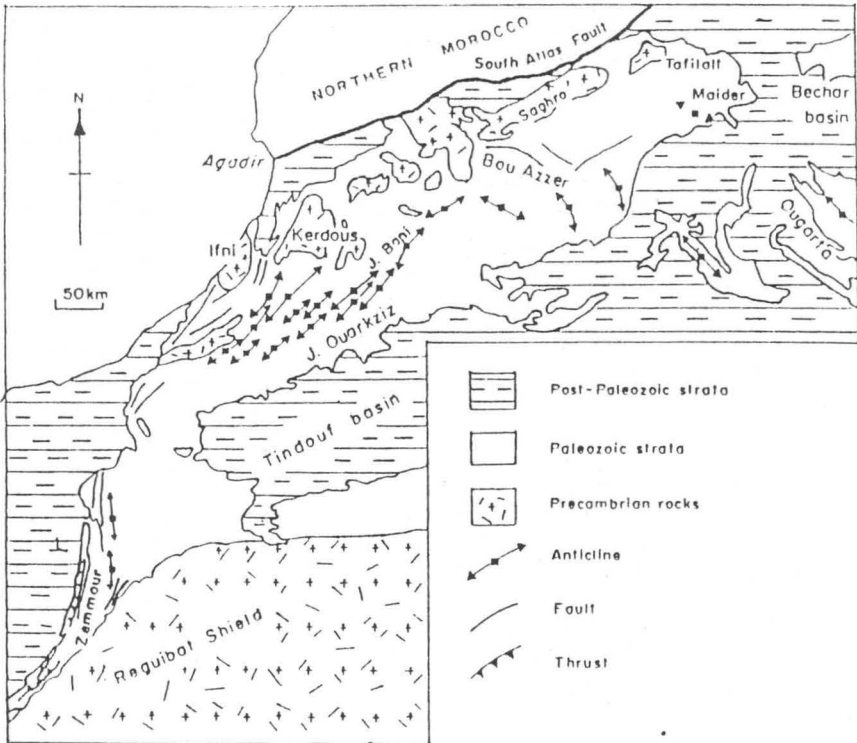 NORTHERN MOROCCO
South Atlas Fault
Tafilalt
N
Saghro
Maider
Bechar
basin
Agadir
Bou Azzer
Ougarta
Kerdous
J. Bani
Ifni
50km
J. Ouarkziz
Tindouf basin
Post-Paleozoic strata
Paleozoic strata
Precambrian rocks
Anticline
Fault
Thrust
Zemmour
Reguibat Shield